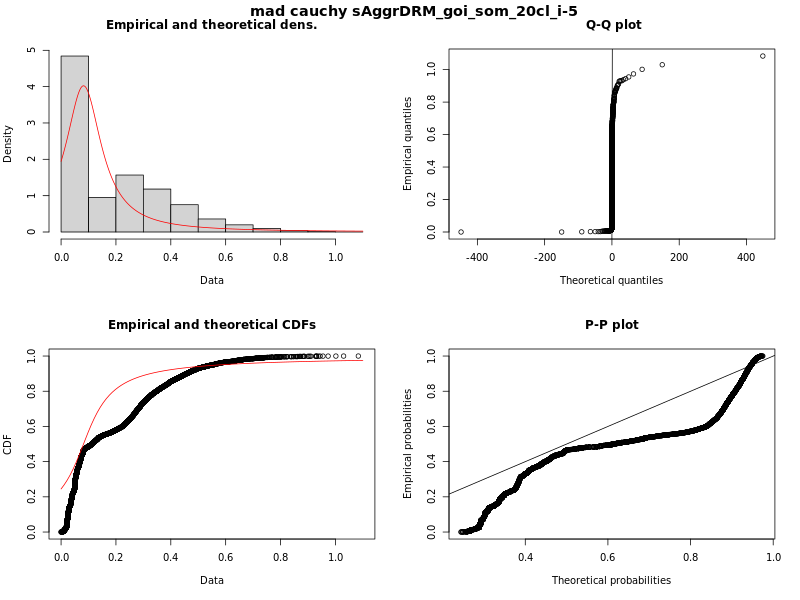 mad cauchy sAggrDRM_goi_som_20cl_i-5
Empirical and theoretical dens.
Density
0 1 2 3 4 5
0.0 0.2 0.4 0.6 0.8 1.0
Data
Q-Q plot
Empirical quantiles
0.0 0.2 0.4 0.6 0.8 1.0
-400 -200 0 200 400
Theoretical quantiles
Empirical and theoretical CDFs
CDF
0.0 0.2 0.4 0.6 0.8 1.0
0.0 0.2 0.4 0.6 0.8 1.0
Data
P-P plot
Empirical probabilities
0.0 0.2 0.4 0.6 0.8 1.0
0.4 0.6 0.8 1.0
Theoretical probabilities